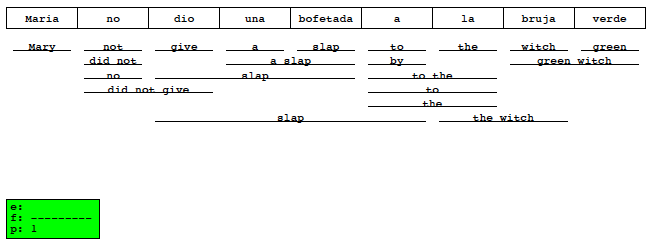 Maria no dio una bofetada a la bruja verde
Mary not give a slap to the witch green
did not a slap by green witch
no slap to the
did not give to
the
slap the witch
e:
f: ---------
p: 1